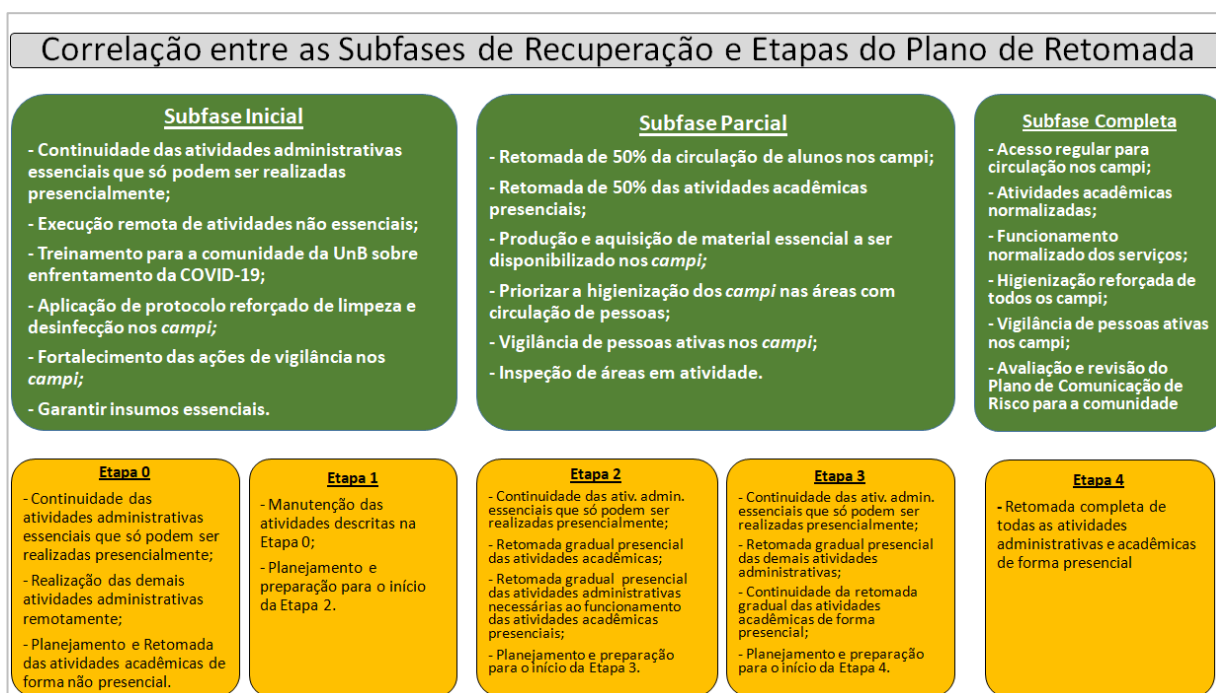 Correlação entre as Subfases de Recuperação e Etapas do Plano de Retomada
Subfase Inicial
- Continuidade das atividades administrativas
essenciais que só podem ser realizadas
presencialmente;
- Execução remota de atividades não essenciais;
- Treinamento para a comunidade da UnB sobre
enfrentamento da COVID-19;
- Aplicação de protocolo reforçado de limpeza e
desinfecção nos campi;
- Fortalecimento das ações de vigilância nos
campi;
- Garantir insumos essenciais.
Subfase Parcial
- Retomada de 50% da circulação de alunos nos campi;
- Retomada de 50% das atividades acadêmicas
presenciais;
- Produção e aquisição de material essencial a ser
disponibilizado nos campi;
- Priorizar a higienização dos campi nas áreas com
circulação de pessoas;
- Vigilância de pessoas ativas nos campi;
- Inspeção de áreas em atividade.
Subfase Completa
- Acesso regular para
circulação nos campi;
- Atividades acadêmicas
normalizadas;
- Funcionamento
normalizado dos serviços;
- Higienização reforçada de
todos os campi;
- Vigilância de pessoas ativas
nos campi;
- Avaliação e revisão do
Plano de Comunicação de
Risco para a comunidade
Etapa 0
- Continuidade das
atividades administrativas
essenciais que só podem ser
realizadas presencialmente;
- Realização das demais
atividades administrativas
remotamente;
- Planejamento e Retomada
das atividades acadêmicas de
forma não presencial.
Etapa 1
- Manutenção das
atividades descritas na
Etapa 0;
- Planejamento e
preparação para o início
da Etapa 2.
Etapa 2
- Continuidade das ativ. admin.
essenciais que só podem ser
realizadas presencialmente;
- Retomada gradual presencial
das atividades acadêmicas;
- Retomada gradual presencial
das atividades administrativas
necessárias ao funcionamento
das atividades acadêmicas
presenciais;
- Planejamento e preparação
para o início da Etapa 3.
Etapa 3
- Continuidade das ativ. admin.
essenciais que só podem ser
realizadas presencialmente;
- Retomada gradual presencial
das demais atividades
administrativas;
- Continuidade da retomada
gradual das atividades
acadêmicas de forma
presencial;
- Planejamento e preparação
para o início da Etapa 4.
Etapa 4
- Retomada completa de
todas as atividades
administrativas e acadêmicas
de forma presencial